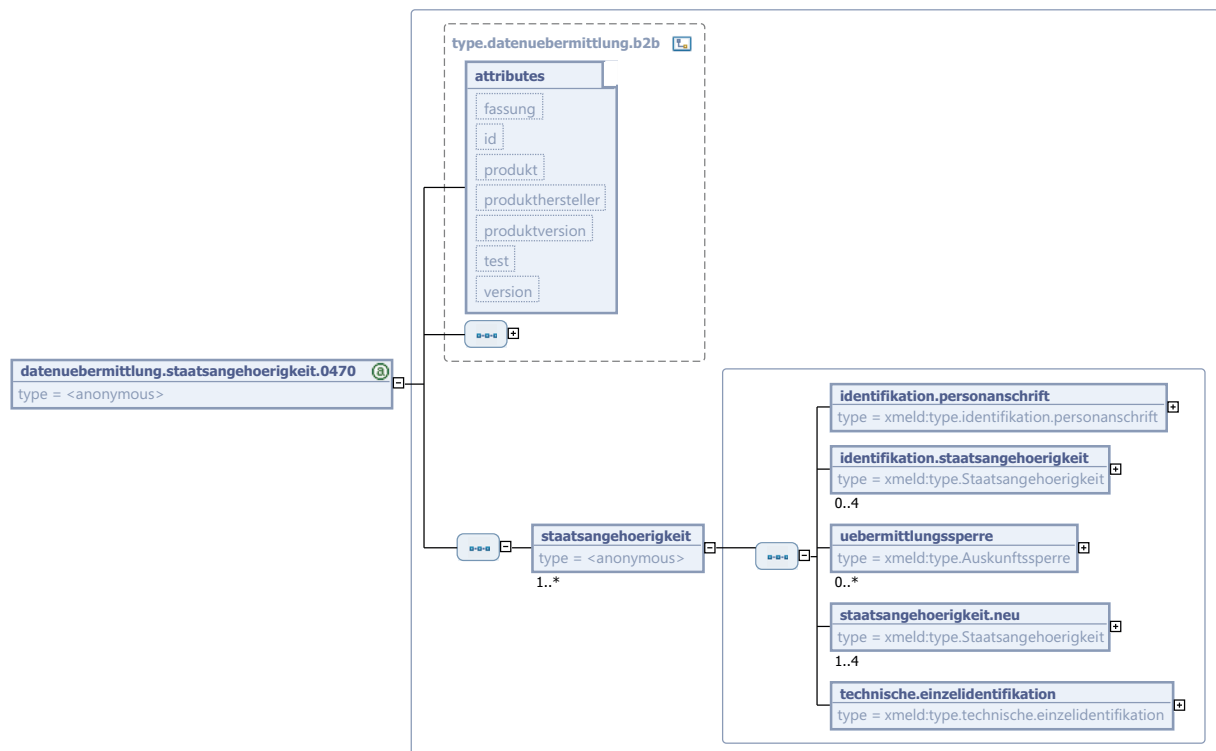 type.datenuebermittlung.b2b
attributes
fassung
id
produkt
produkthersteller
produktversion
test
version
datenuebermittlung.staatsangehoerigkeit.0470
type = <anonymous>
staatsangehoerigkeit
type = <anonymous>
1..*
identifikation.personanschrift
type = xmeld:type.identifikation.personanschrift
identifikation.staatsangehoerigkeit
type = xmeld:type.Staatsangehoerigkeit
0..4
uebermittlungssperre
type = xmeld:type.Auskunftssperre
0..*
staatsangehoerigkeit.neu
type = xmeld:type.Staatsangehoerigkeit
1..4
technische.einzelidentifikation
type = xmeld:type.technische.einzelidentifikation